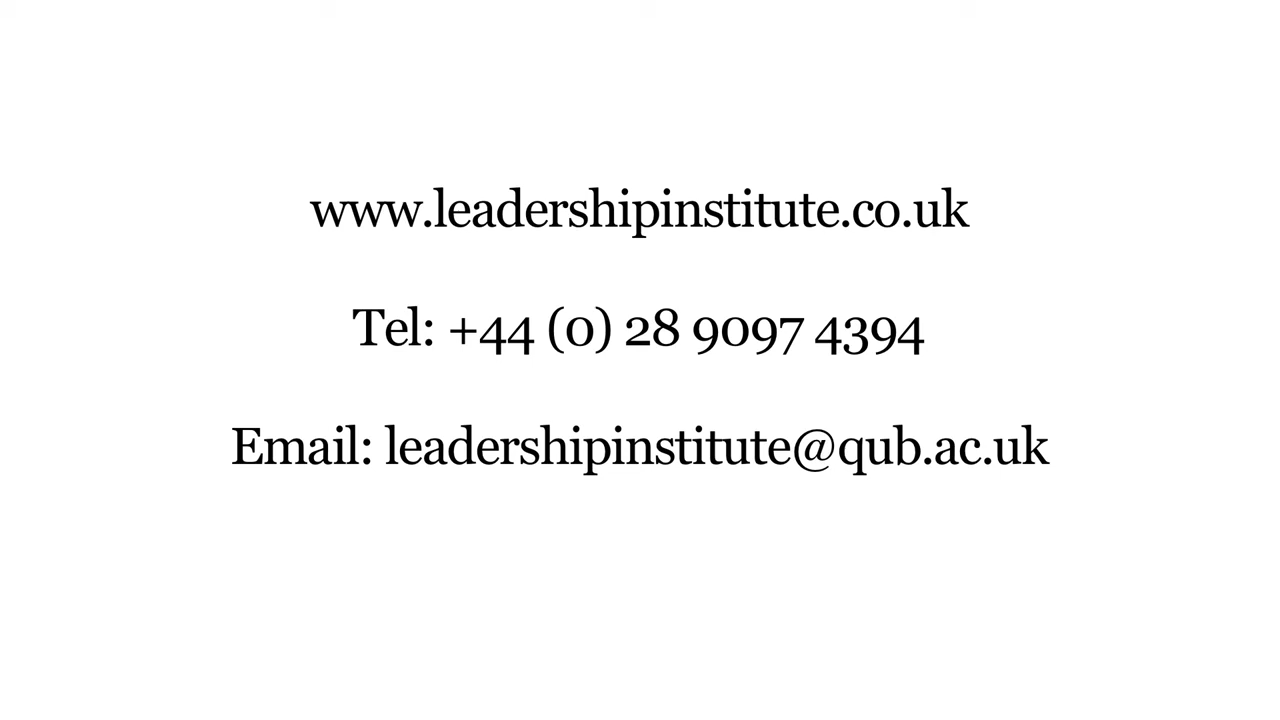 www.leadershipinstitute.co.uk
Tel: +44 (0) 28 9097 4394
Email: leadershipinstitute@qub.ac.uk